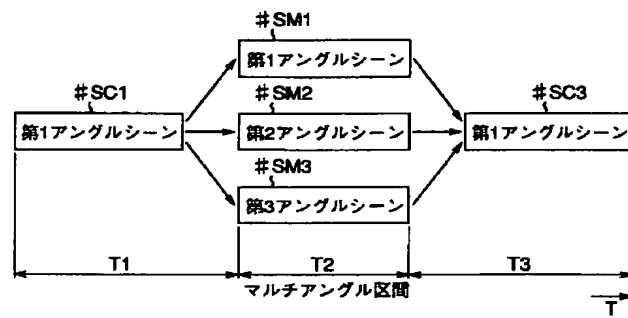 #SM1
第1アングルシーン
#SC1
第1アングルシーン
#SM2
第2アングルシーン
#SC3
第1アングルシーン
#SM3
第3アングルシーン
T1
T2
T3
マルチアングル区間
T